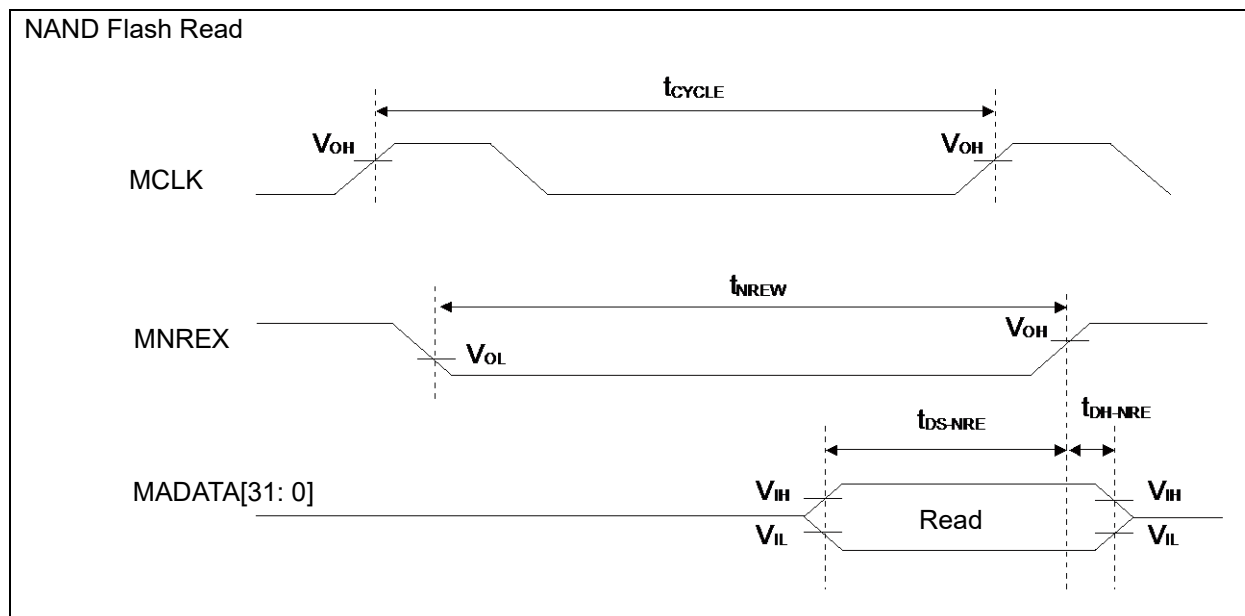 NAND Flash Read
tCYCLE
VOH VOH
MCLK
tNREW
MNREX VOL VOH
tDS-NRE tDH-NRE
MADATA[31: 0] VIH VIH
Read
VIL VIL